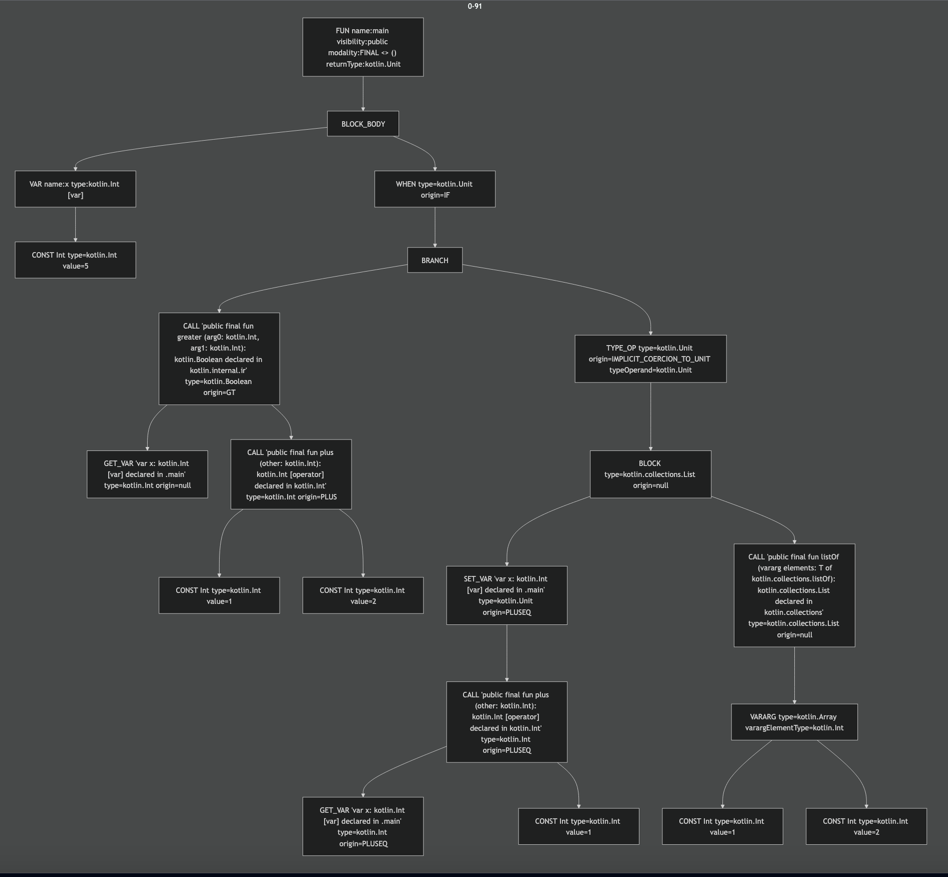 0-91
FUN name:main
visibility:public
modality:FINAL <> ()
returnType:kotlin.Unit
BLOCK_BODY
VAR name:x type:kotlin.Int
[var]
WHEN type=kotlin.Unit
origin=IF
CONST Int type=kotlin.Int
value=5
BRANCH
CALL 'public final fun
greater (arg0: kotlin.Int,
arg1: kotlin.Int):
kotlin.Boolean declared in
kotlin.internal.ir'
type=kotlin.Boolean
origin=GT
TYPE_OP type=kotlin.Unit
origin=IMPLICIT_COERCION_TO_UNIT
typeOperand=kotlin.Unit
GET_VAR 'var x: kotlin.Int
[var] declared in .main'
type=kotlin.Int origin=null
CALL 'public final fun plus
(other: kotlin.Int):
kotlin.Int [operator]
declared in kotlin.Int'
type=kotlin.Int origin=PLUS
BLOCK
type=kotlin.collections.List
origin=null
CONST Int type=kotlin.Int
value=1
CONST Int type=kotlin.Int
value=2
SET_VAR 'var x: kotlin.Int
[var] declared in .main'
type=kotlin.Unit
origin=PLUSEQ
CALL 'public final fun listOf
(vararg elements: T of
kotlin.collections.listOf):
kotlin.collections.List
declared in
kotlin.collections'
type=kotlin.collections.List
origin=null
CALL 'public final fun plus
(other: kotlin.Int):
kotlin.Int [operator]
declared in kotlin.Int'
type=kotlin.Int
origin=PLUSEQ
VARARG type=kotlin.Array
varargElementType=kotlin.Int
GET_VAR 'var x: kotlin.Int
[var] declared in .main'
type=kotlin.Int
origin=PLUSEQ
CONST Int type=kotlin.Int
value=1
CONST Int type=kotlin.Int
value=1
CONST Int type=kotlin.Int
value=2